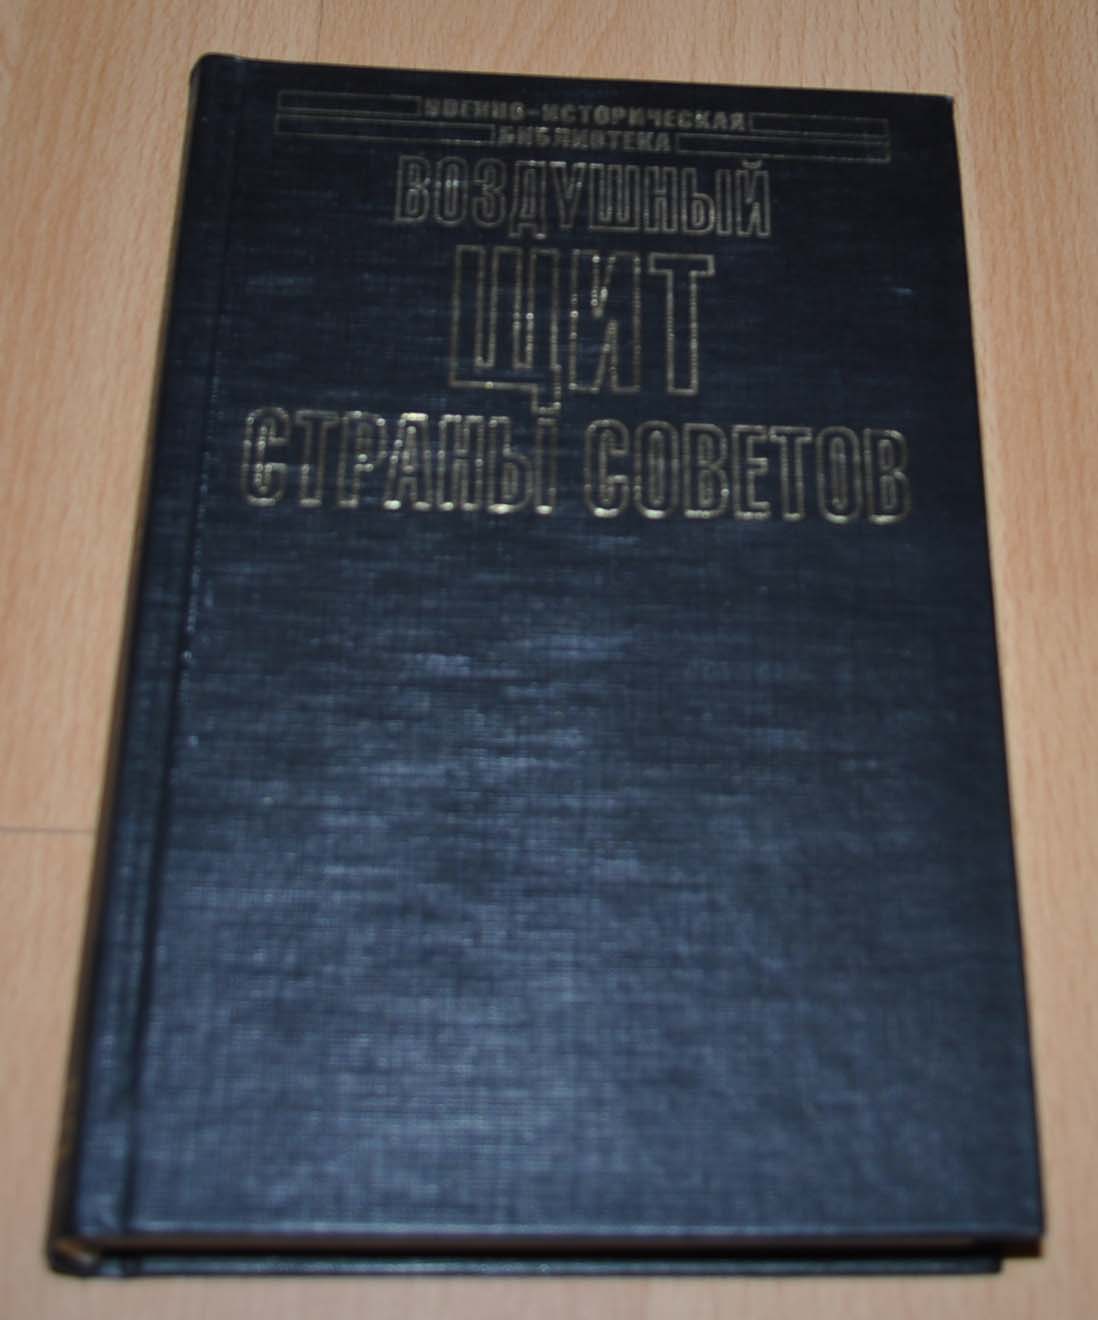 ВОЕННО-ИСТОРИЧЕСКАЯ
БИБЛИОТЕКА
ВОЗДУШНЫЙ
ЩИТ
СТРАНЫ СОВЕТОВ